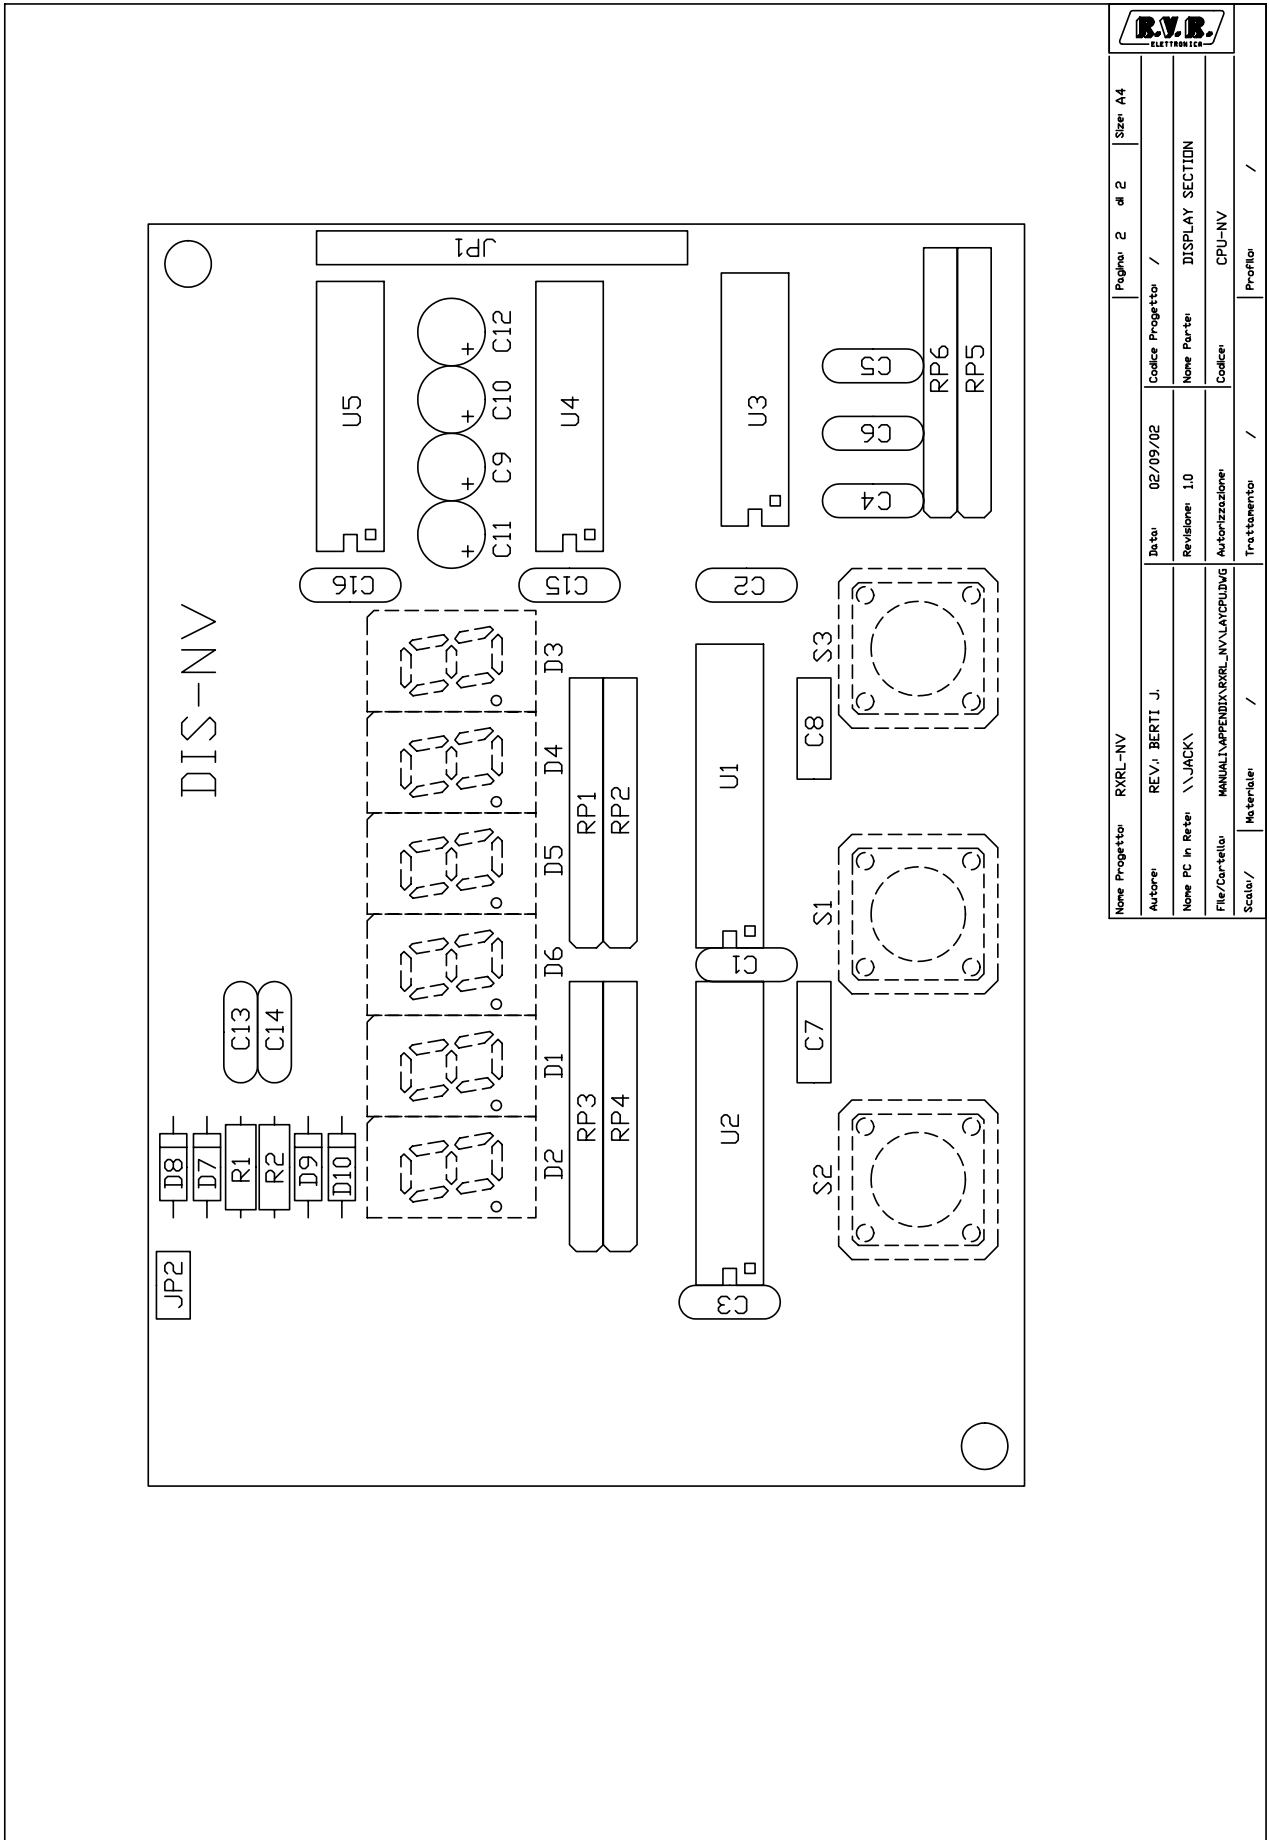 DIS-NV
JP1
U5
C12
C10
C9
C11
U4
U3
C5
C6
C4
RP6
RP5
C16
C15
C2
D3
D4
D5
D6
D1
D2
RP1
RP2
RP3
RP4
U1
U2
C8
C7
C1
C3
S3
S1
S2
C13
C14
D8
D7
R1
R2
D9
D10
JP2
R.V.R.
ELETTRONICA
Nome Progetto: RXRL-NV
Pagina: 2 di 2
Size: A4
Autore: REV.: BERTI J.
Data: 02/09/02
Codice Progetto: /
Nome PC in Rete: \\JACK\
Revisione: 1.0
Nome Parte: DISPLAY SECTION
File/Cartella: MANUALI\APPENDIX\RXRL_NV\LAYCPU.DWG
Autorizzazione:
Codice: CPU-NV
Scala: /
Materiale: /
Trattamento: /
Profilo: /